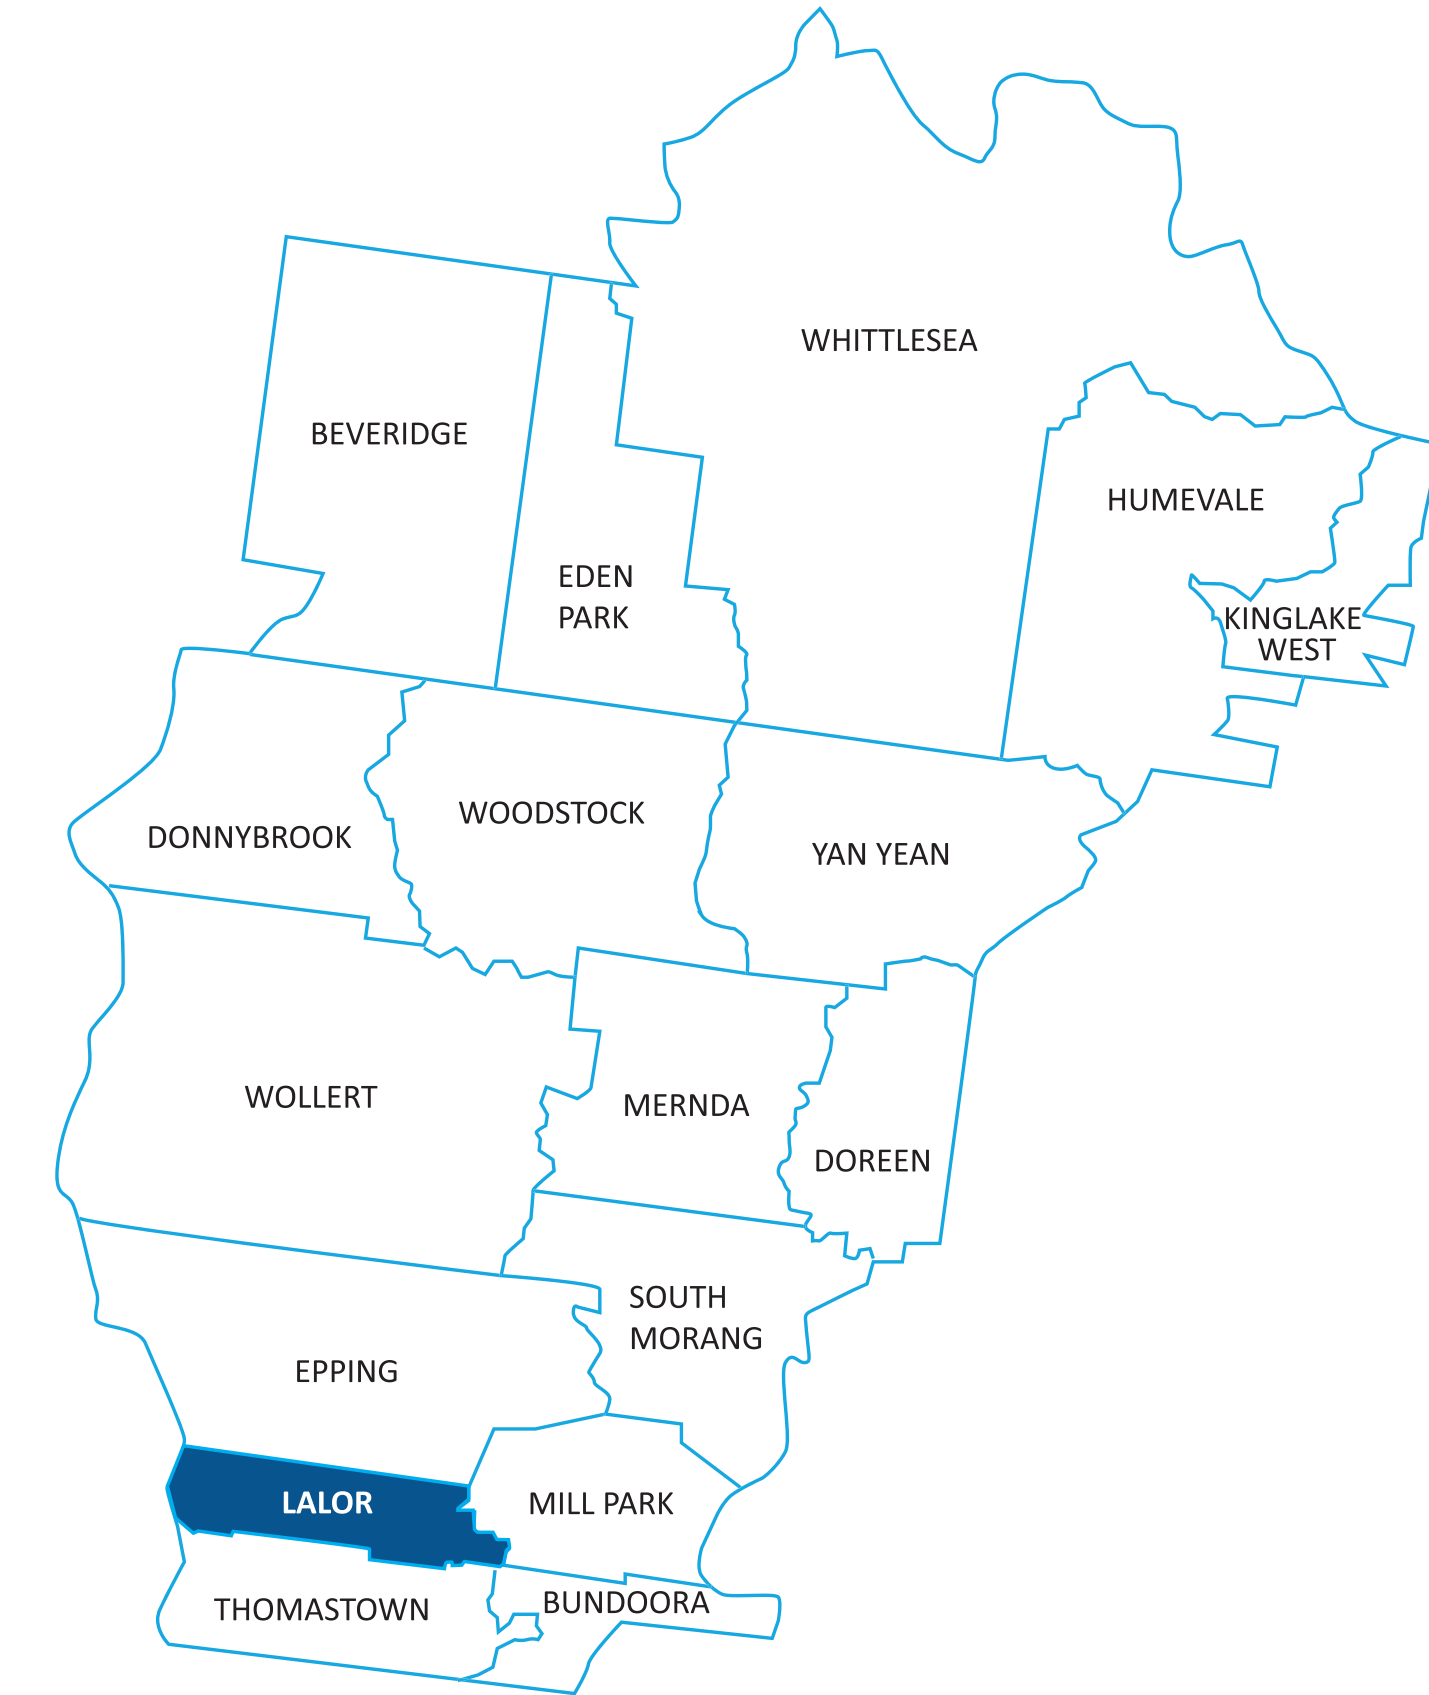 WHITTLESEA
BEVERIDGE
HUMEVALE
EDEN
PARK
KINGLAKE
WEST
WOODSTOCK
DONNYBROOK
YAN YEAN
WOLLERT
MERNDA
DOREEN
SOUTH
MORANG
EPPING
LALOR
MILL PARK
THOMASTOWN
BUNDOORA